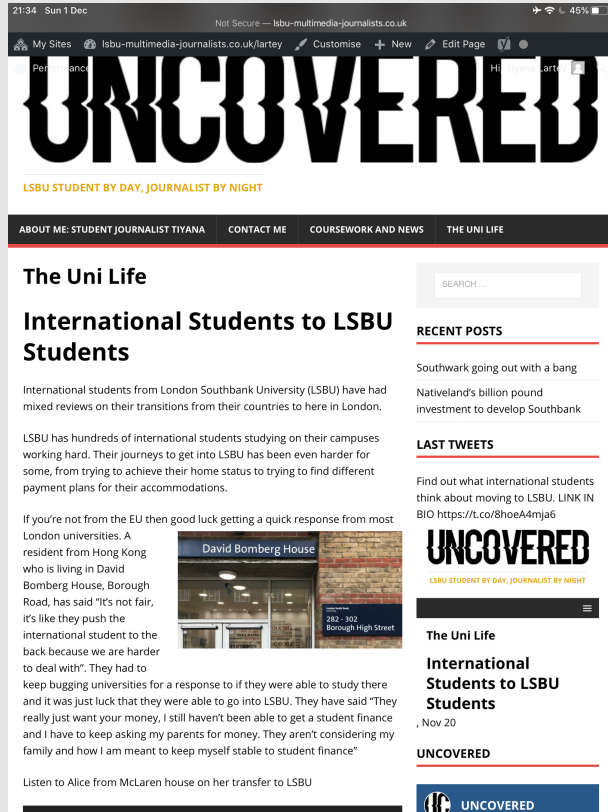 21:34 Sun 1 Dec
45%
Not Secure — lsbu-multimedia-journalists.co.uk
My Sites
lsbu-multimedia-journalists.co.uk/lartey
Customise
New
Edit Page
Performance
Hi, Tiyana Lartey
UNCOVERED
LSBU STUDENT BY DAY, JOURNALIST BY NIGHT
ABOUT ME: STUDENT JOURNALIST TIYANA
CONTACT ME
COURSEWORK AND NEWS
THE UNI LIFE
The Uni Life
International Students to LSBU
Students
International students from London Southbank University (LSBU) have had
mixed reviews on their transitions from their countries to here in London.
LSBU has hundreds of international students studying on their campuses
working hard. Their journeys to get into LSBU has been even harder for
some, from trying to achieve their home status to trying to find different
payment plans for their accommodations.
If you're not from the EU then good luck getting a quick response from most
London universities. A
resident from Hong Kong
who is living in David
Bomberg House, Borough
Road, has said “It's not fair,
it's like they push the
international student to the
back because we are harder
to deal with”. They had to
keep bugging universities for a response to if they were able to study there
and it was just luck that they were able to go into LSBU. They have said “They
really just want your money, I still haven't been able to get a student finance
and I have to keep asking my parents for money. They aren't considering my
family and how I am meant to keep myself stable to student finance”
David Bomberg House
282 - 302
Borough High Street
Listen to Alice from McLaren house on her transfer to LSBU
SEARCH ...
RECENT POSTS
Southwark going out with a bang
Nativeland's billion pound
investment to develop Southbank
LAST TWEETS
Find out what international students
think about moving to LSBU. LINK IN
BIO https://t.co/8hoeA4mja6
UNCOVERED
LSBU STUDENT BY DAY, JOURNALIST BY NIGHT
The Uni Life
International
Students to LSBU
Students
, Nov 20
UNCOVERED
UNCOVERED